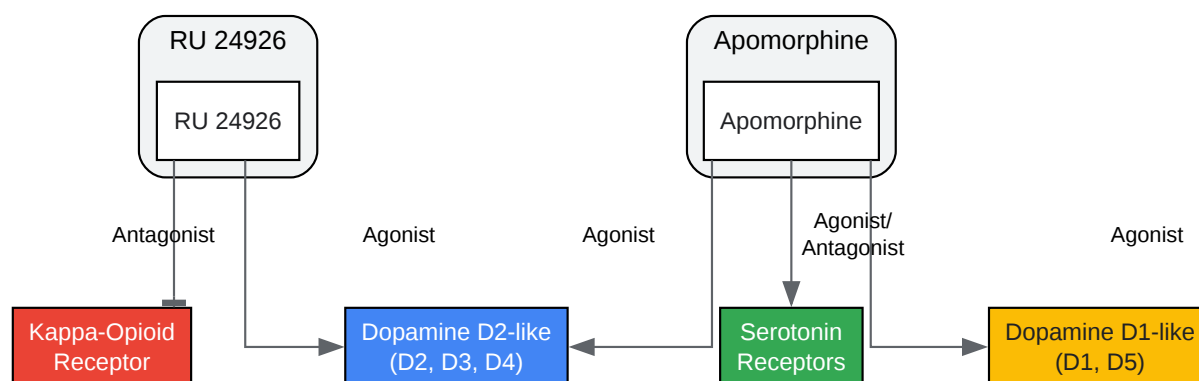 RU 24926
Apomorphine
RU 24926
Apomorphine
Antagonist
Agonist
Agonist
Agonist/
Antagonist
Agonist
Kappa-Opioid
Receptor
Dopamine D2-like
(D2, D3, D4)
Serotonin
Receptors
Dopamine D1-like
(D1, D5)